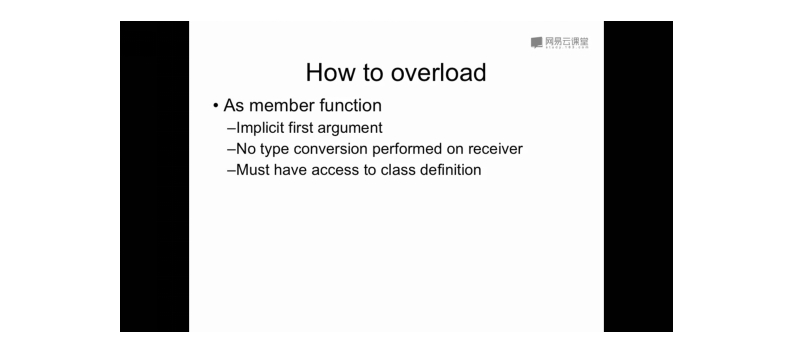 网易云课堂
How to overload
• As member function
–Implicit first argument
–No type conversion performed on receiver
–Must have access to class definition